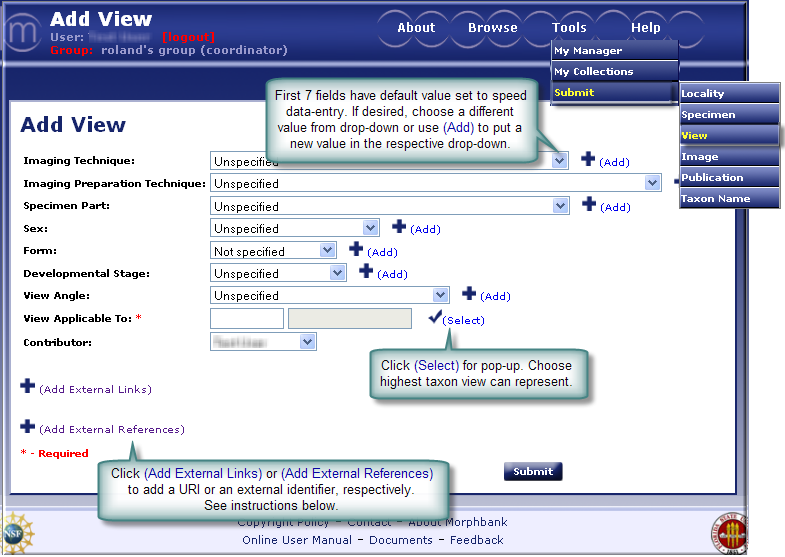 m
Add View
User:
[logout]
Group: roland's group (coordinator)
About
Browse
Tools
Help
My Manager
My Collections
Submit
Locality
Specimen
View
Image
Publication
Taxon Name
First 7 fields have default value set to speed
data-entry. If desired, choose a different
value from drop-down or use (Add) to put a
new value in the respective drop-down.
Add View
Imaging Technique: Unspecified (Add)
Imaging Preparation Technique: Unspecified
Specimen Part: Unspecified (Add)
Sex: Unspecified (Add)
Form: Not specified (Add)
Developmental Stage: Unspecified (Add)
View Angle: Unspecified (Add)
View Applicable To: * (Select)
Contributor:
Click (Select) for pop-up. Choose
highest taxon view can represent.
(Add External Links)
(Add External References)
* - Required
Click (Add External Links) or (Add External References)
to add a URI or an external identifier, respectively.
See instructions below.
Submit
Copyright Policy - Contact - About Morphbank
Online User Manual - Documents - Feedback
NSF